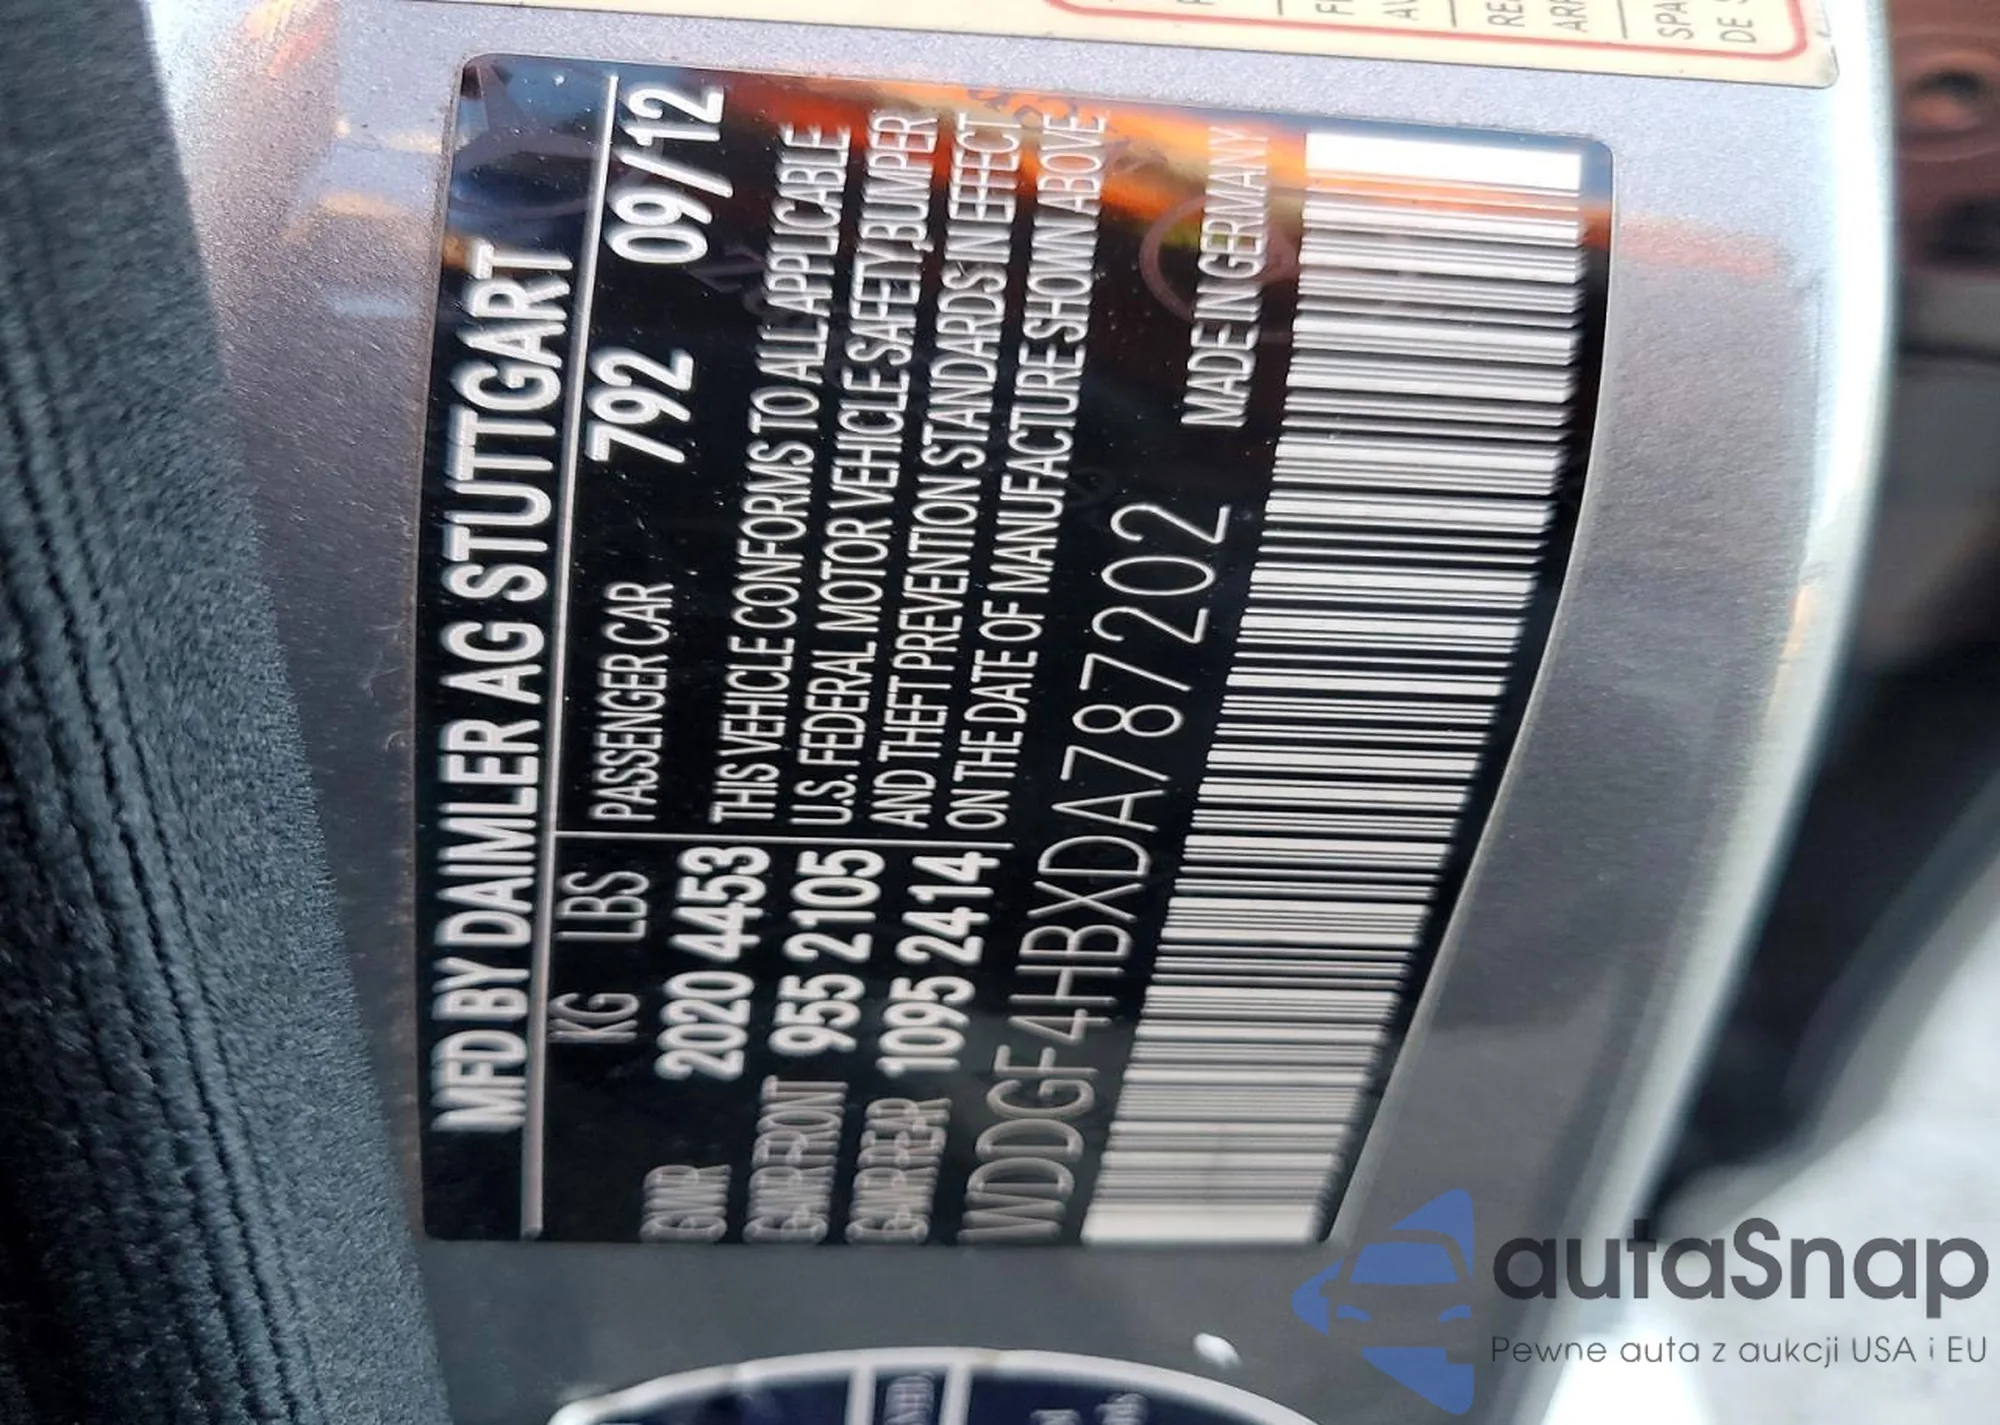 MFD BY DAIMLER AG STUTTGART
KG LBS PASSENGER CAR 792 09/12
GVWR 2020 4453 THIS VEHICLE CONFORMS TO ALL APPLICABLE
GAWR FRONT 955 2105 U.S. FEDERAL MOTOR VEHICLE SAFETY,BUMPER
GAWR REAR 1095 2414 AND THEFT PREVENTION STANDARDS IN EFFECT
ON THE DATE OF MANUFACTURE SHOWN ABOVE
WDDGF4HBXDA787202 MADE IN GERMANY
autaSnap
Pewne auta z aukcji USA i EU